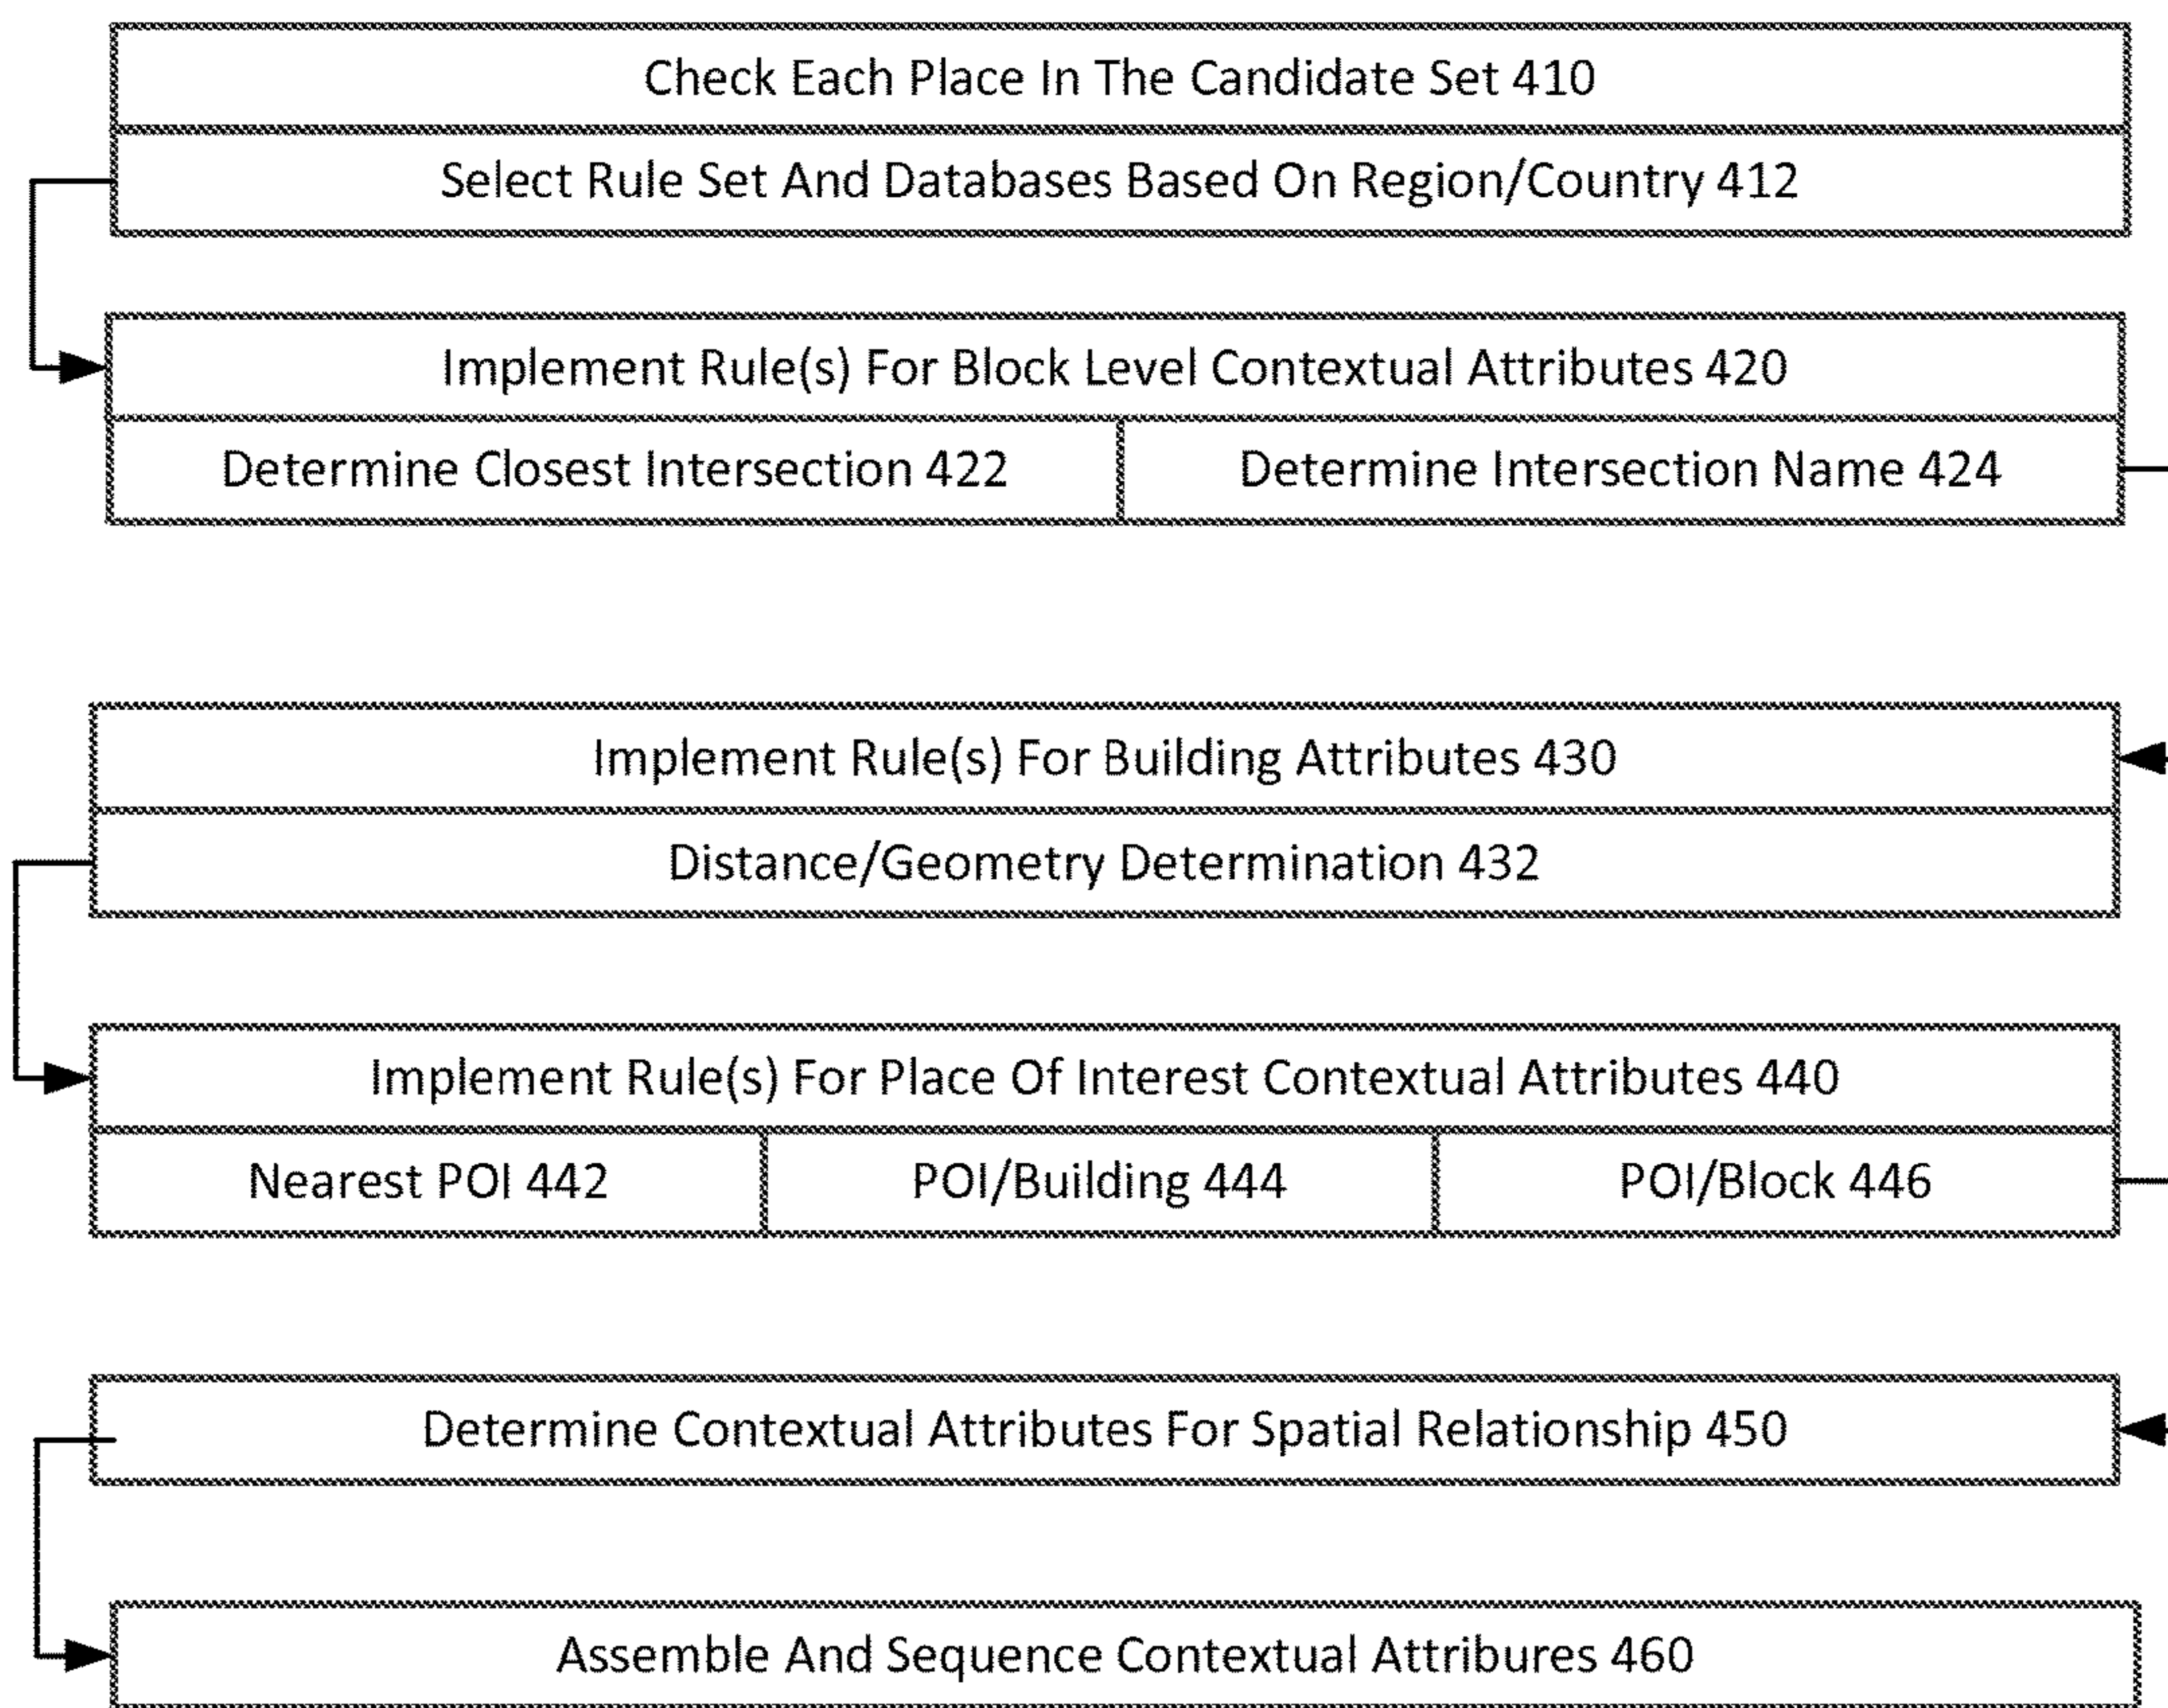 Check Each Place In The Candidate Set 410
Select Rule Set And Databases Based On Region/Country 412
Implement Rule(s) For Block Level Contextual Attributes 420
Determine Closest Intersection 422
Determine Intersection Name 424
Implement Rule(s) For Building Attributes 430
Distance/Geometry Determination 432
Implement Rule(s) For Place Of Interest Contextual Attributes 440
Nearest POI 442
POI/Building 444
POI/Block 446
Determine Contextual Attributes For Spatial Relationship 450
Assemble And Sequence Contextual Attribures 460